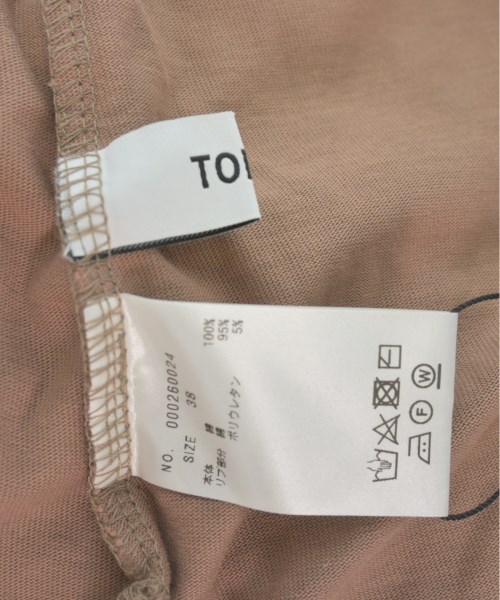 TO
NO. 000260024
SIZE 38
本体 綿 100%
リブ部分 綿 95%
ポリウレタン 5%
F W